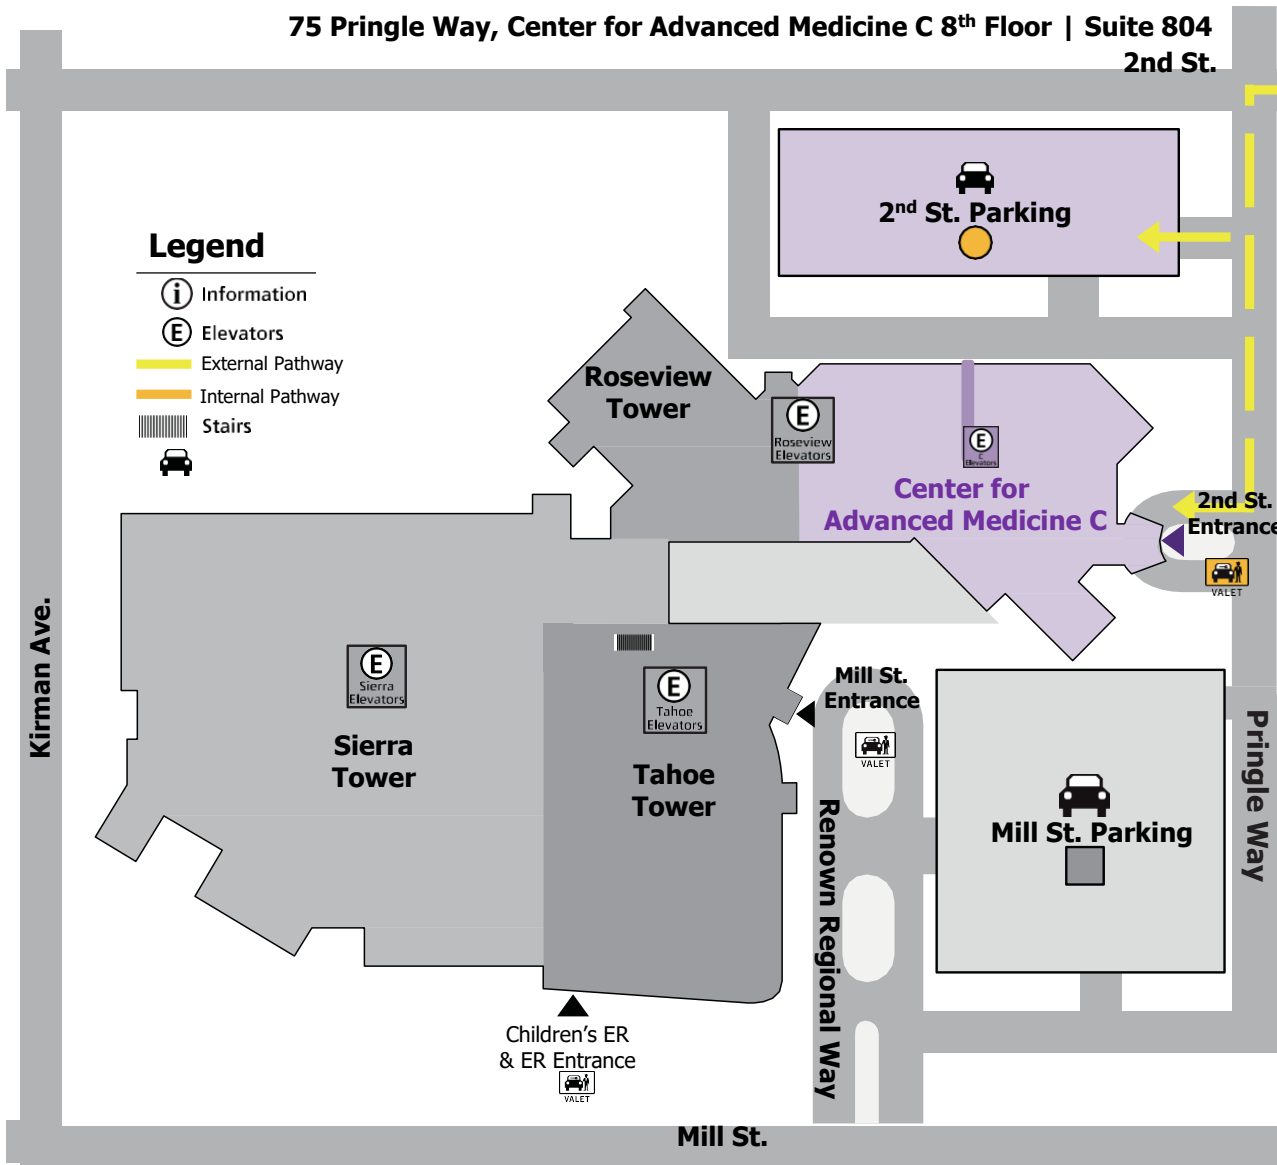 75 Pringle Way, Center for Advanced Medicine C 8th Floor | Suite 804
2nd St.
2nd St. Parking
Legend
i Information
E Elevators
External Pathway
Internal Pathway
Stairs
Roseview
Tower
E
Roseview
Elevators
E
C
Elevators
Center for
Advanced Medicine C
2nd St.
Entrance
VALET
Kirman Ave.
E
Sierra
Elevators
Sierra
Tower
E
Tahoe
Elevators
Tahoe
Tower
Mill St.
Entrance
VALET
Renown Regional Way
Mill St. Parking
Pringle Way
Children’s ER
& ER Entrance
VALET
Mill St.